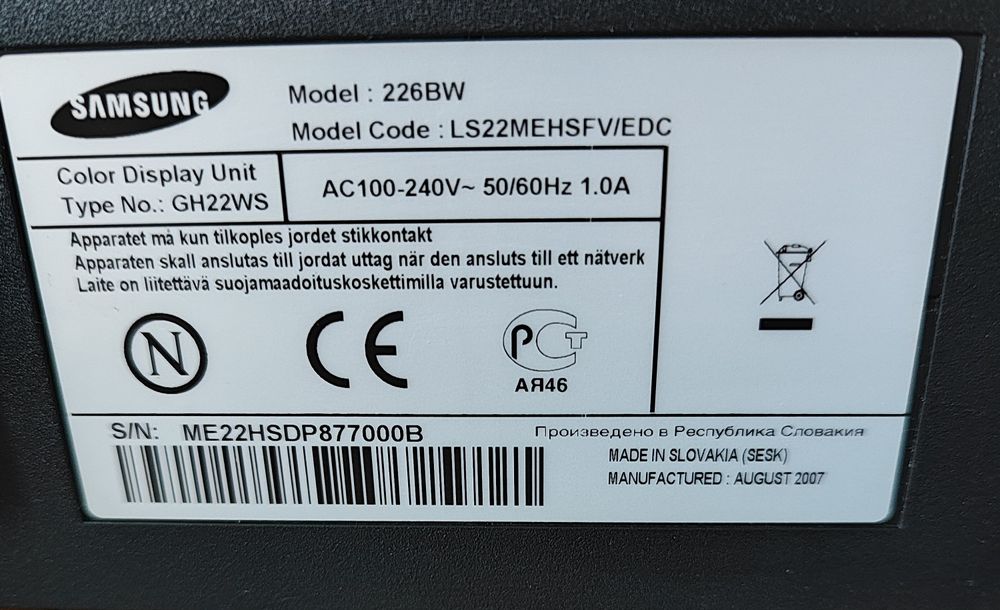 SAMSUNG
Model : 226BW
Model Code : LS22MEHSFV/EDC
Color Display Unit
Type No.: GH22WS
AC100-240V~ 50/60Hz 1.0A
Apparatet må kun tilkoples jordet stikkontakt
Apparaten skall anslutas till jordat uttag när den ansluts till ett nätverk
Laite on liitettävä suojamaadoituskoskettimilla varustettuun.
N
CE
РСТ
АЯ46
S/N: ME22HSDP877000B
Произведено в Республика Словакия
MADE IN SLOVAKIA (SESK)
MANUFACTURED : AUGUST 2007